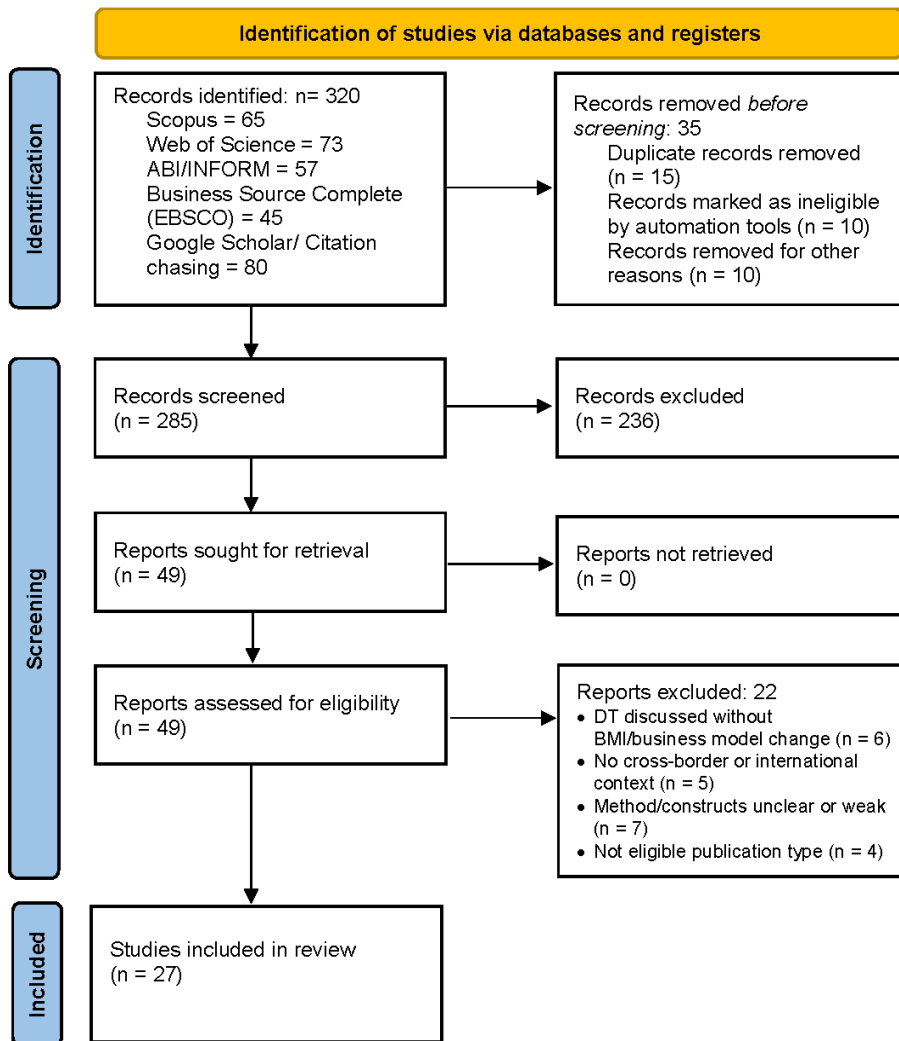 Identification of studies via databases and registers
Identification
Records identified: n= 320
Scopus = 65
Web of Science = 73
ABI/INFORM = 57
Business Source Complete
(EBSCO) = 45
Google Scholar/ Citation
chasing = 80
Records removed before
screening: 35
Duplicate records removed
(n = 15)
Records marked as ineligible
by automation tools (n = 10)
Records removed for other
reasons (n = 10)
Screening
Records screened
(n = 285)
Records excluded
(n = 236)
Reports sought for retrieval
(n = 49)
Reports not retrieved
(n = 0)
Reports assessed for eligibility
(n = 49)
Reports excluded: 22
• DT discussed without
BMI/business model change (n = 6)
• No cross-border or international
context (n = 5)
• Method/constructs unclear or weak
(n = 7)
• Not eligible publication type (n = 4)
Included
Studies included in review
(n = 27)